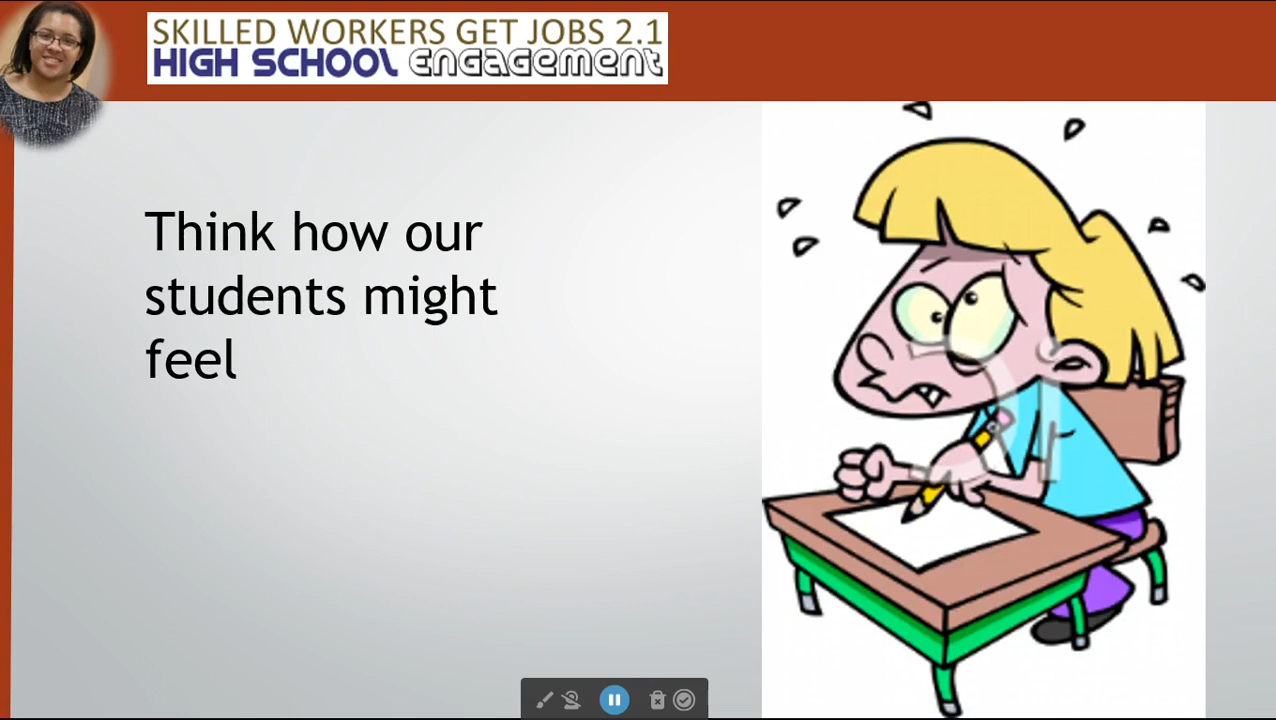 SKILLED WORKERS GET JOBS 2.1
HIGH SCHOOL ENGAGEMENT
Think how our
students might
feel